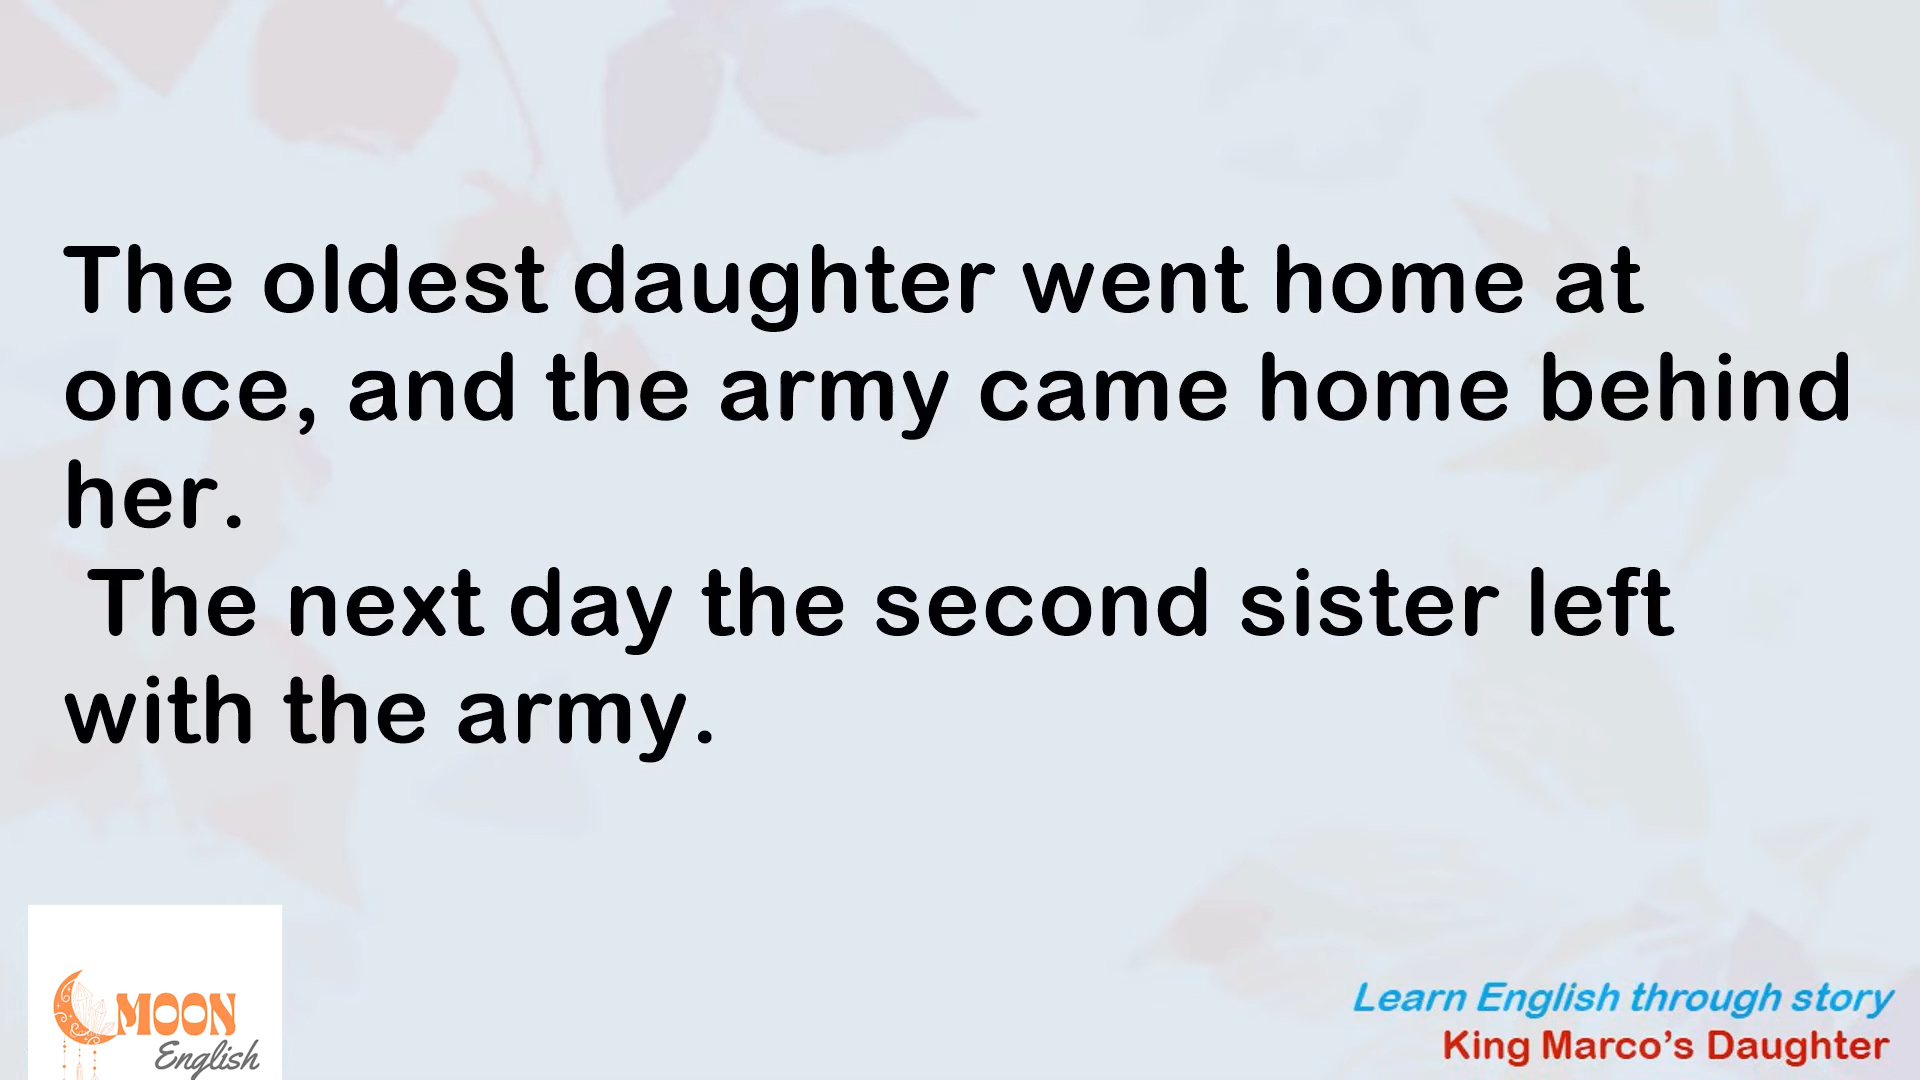 The oldest daughter went home at
once, and the army came home behind
her.
The next day the second sister left
with the army.
MOON
English
Learn English through story
King Marco's Daughter